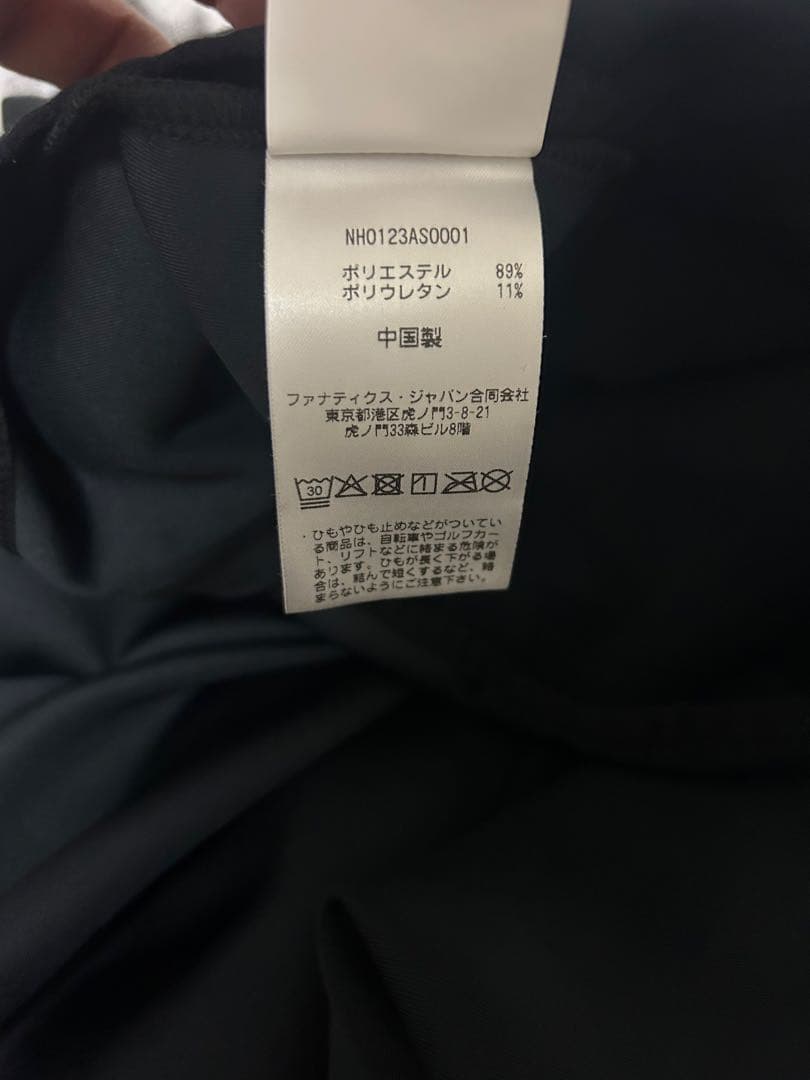 NH0123AS0001
ポリエステル 89%
ポリウレタン 11%
中国製
ファナティクス・ジャパン合同会社
東京都港区虎ノ門3-8-21
虎ノ門33森ビル8階
30
・ひもやひも止めなどがついてい
る商品は、自転車やゴルフカー
ト、リフトなどに絡まる危険が
あります。ひもが長く下がる場
合は、結んで短くするなど、絡
まらないようにご注意下さい。